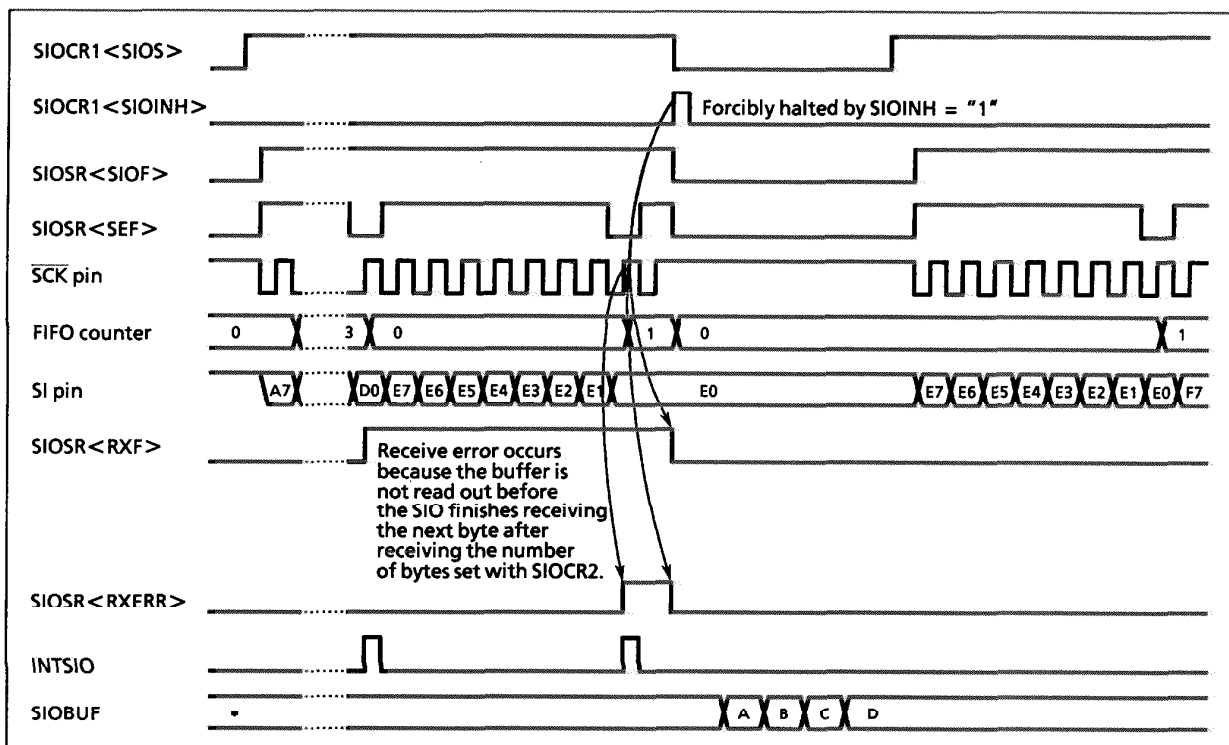 SIOCR1<SIOS>
SIOCR1<SIOINH>
Forcibly halted by SIOINH = "1"
SIOSR<SIOF>
SIOSR<SEF>
SCK pin
FIFO counter
0 3 0 1 0 1
SI pin
A7 D0 E7 E6 E5 E4 E3 E2 E1 E0 E7 E6 E5 E4 E3 E2 E1 E0 F7
SIOSR<RXF>
Receive error occurs
because the buffer is
not read out before
the SIO finishes receiving
the next byte after
receiving the number
of bytes set with SIOCR2.
SIOSR<RXERR>
INTSIO
SIOBUF
* A B C D